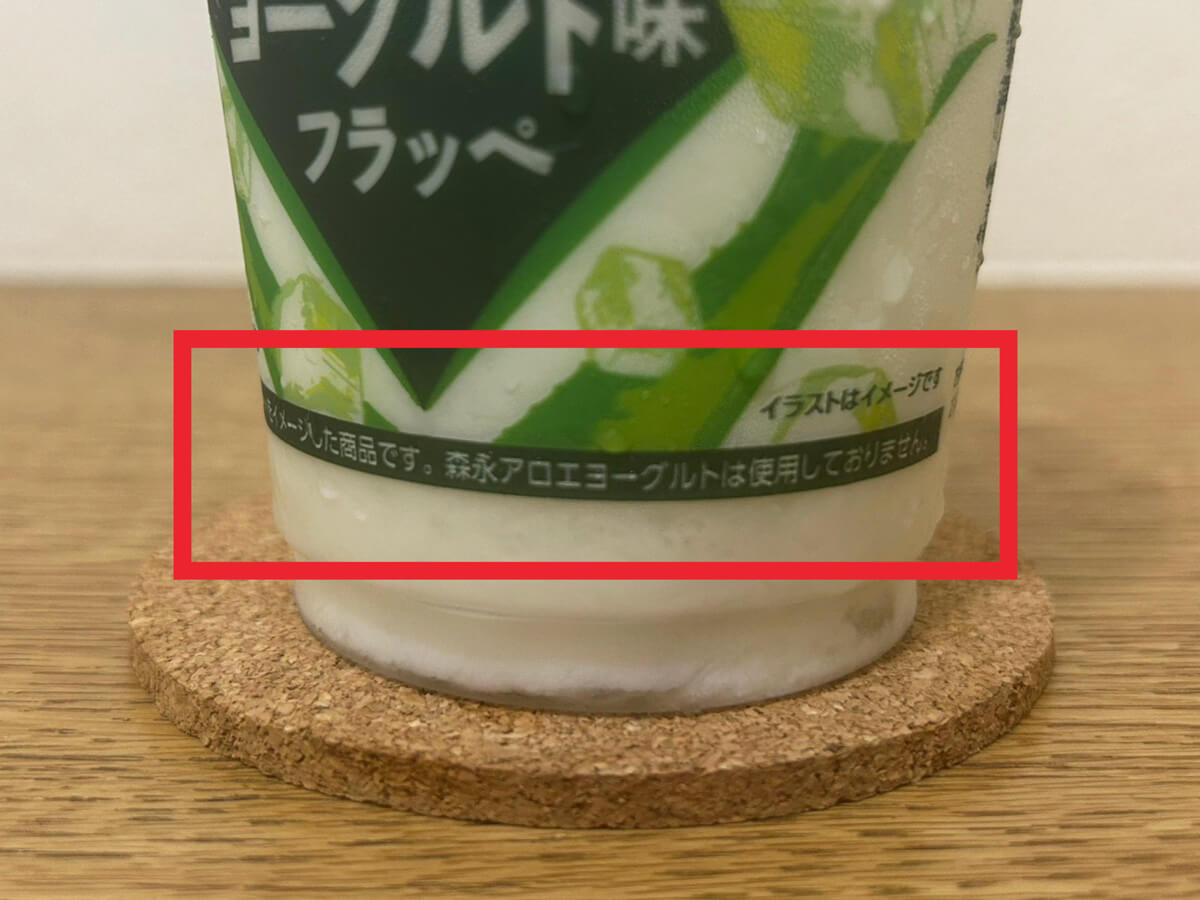 ヨーグルト味
フラッペ
イラストはイメージです
をイメージした商品です。森永アロエヨーグルトは使用しておりません。